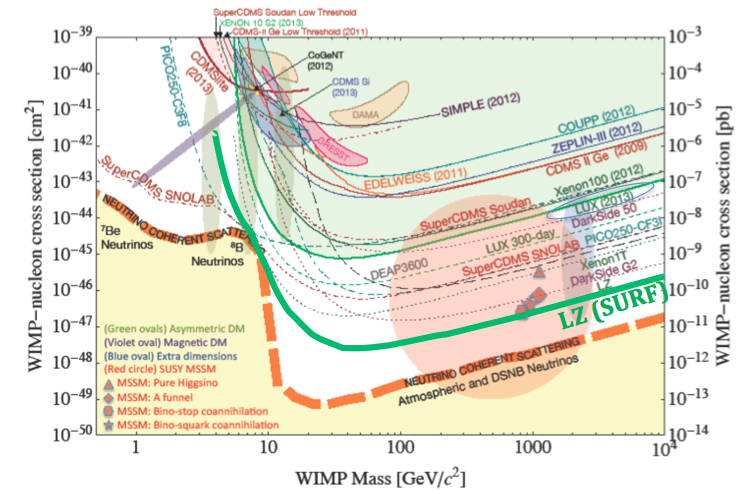 SuperCDMS Soudan Low Threshold
XENON 10 S2 (2013)
CDMS-II Ge Low Threshold (2011)
10−39
10−40
10−41
10−42
10−43
10−44
10−45
10−46
10−47
10−48
10−49
10−50
WIMP−nucleon cross section [cm2]
10−3
10−4
10−5
10−6
10−7
10−8
10−9
10−10
10−11
10−12
10−13
10−14
WIMP−nucleon cross section [pb]
PICO250-C3F8
CDMSlite
(2013)
CoGeNT
(2012)
CDMS Si
(2013)
DAMA
CRESST
SIMPLE (2012)
COUPP (2012)
ZEPLIN-III (2012)
CDMS II Ge (2009)
EDELWEISS (2011)
Xenon100 (2012)
SuperCDMS SNOLAB
SuperCDMS Soudan
LUX (2013)
DarkSide 50
LUX 300-day
PICO250-CF3I
SuperCDMS SNOLAB
DEAP3600
Xenon1T
DarkSide G2
LZ
LZ (SURF)
NEUTRINO COHERENT SCATTERING
7Be
Neutrinos
8B
Neutrinos
NEUTRINO COHERENT SCATTERING
Atmospheric and DSNB Neutrinos
(Green ovals) Asymmetric DM
(Violet oval) Magnetic DM
(Blue oval) Extra dimensions
(Red circle) SUSY MSSM
MSSM: Pure Higgsino
MSSM: A funnel
MSSM: Bino-stop coannihilation
MSSM: Bino-squark coannihilation
1
10
100
1000
104
WIMP Mass [GeV/c2]